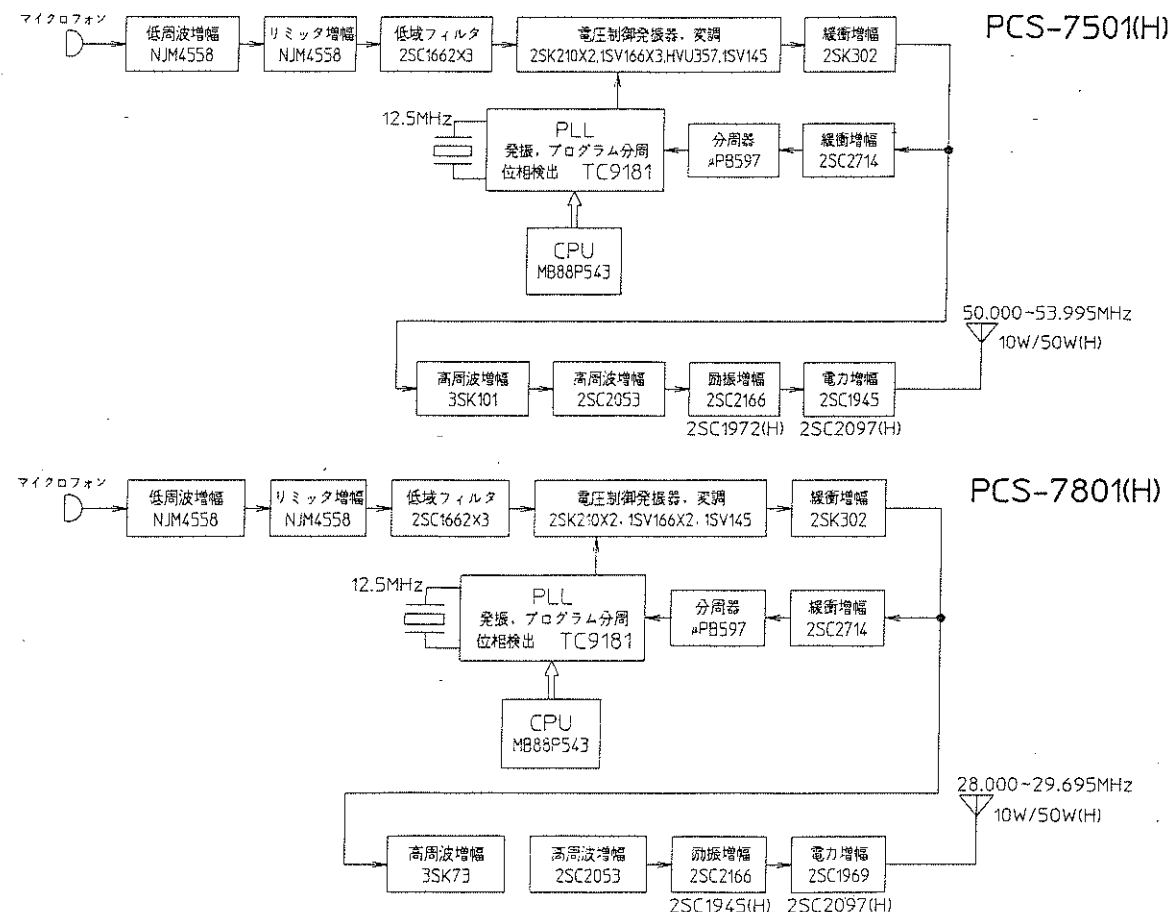 PCS-7501(H)
マイクロフォン
低周波増幅
NJM4558
リミッタ増幅
NJM4558
低域フィルタ
2SC1662X3
電圧制御発振器、変調
2SK210X2,1SV166X3,HVU357,1SV145
緩衝増幅
2SK302
12.5MHz
PLL
発振、プログラム分周
位相検出 TC9181
分周器
μPB597
緩衝増幅
2SC2714
CPU
MB88P543
50.000~53.995MHz
10W/50W(H)
高周波増幅
3SK101
高周波増幅
2SC2053
励振増幅
2SC2166
2SC1972(H)
電力増幅
2SC1945
2SC2097(H)
PCS-7801(H)
マイクロフォン
低周波増幅
NJM4558
リミッタ増幅
NJM4558
低域フィルタ
2SC1662X3
電圧制御発振器、変調
2SK210X2,1SV166X2,1SV145
緩衝増幅
2SK302
12.5MHz
PLL
発振、プログラム分周
位相検出 TC9181
分周器
μPB597
緩衝増幅
2SC2714
CPU
MB88P543
28.000~29.695MHz
10W/50W(H)
高周波増幅
3SK73
高周波増幅
2SC2053
励振増幅
2SC2166
2SC1945(H)
電力増幅
2SC1969
2SC2097(H)